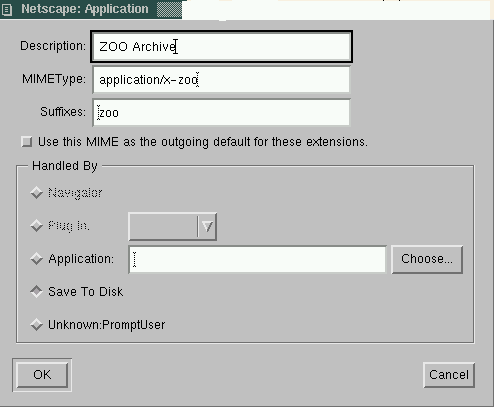 Netscape: Application
Description: ZOO Archive
MIMEType: application/x-zoo
Suffixes: zoo
Use this MIME as the outgoing default for these extensions.
Handled By
Navigator
Plug In:
Application: Choose...
Save To Disk
Unknown:PromptUser
OK Cancel